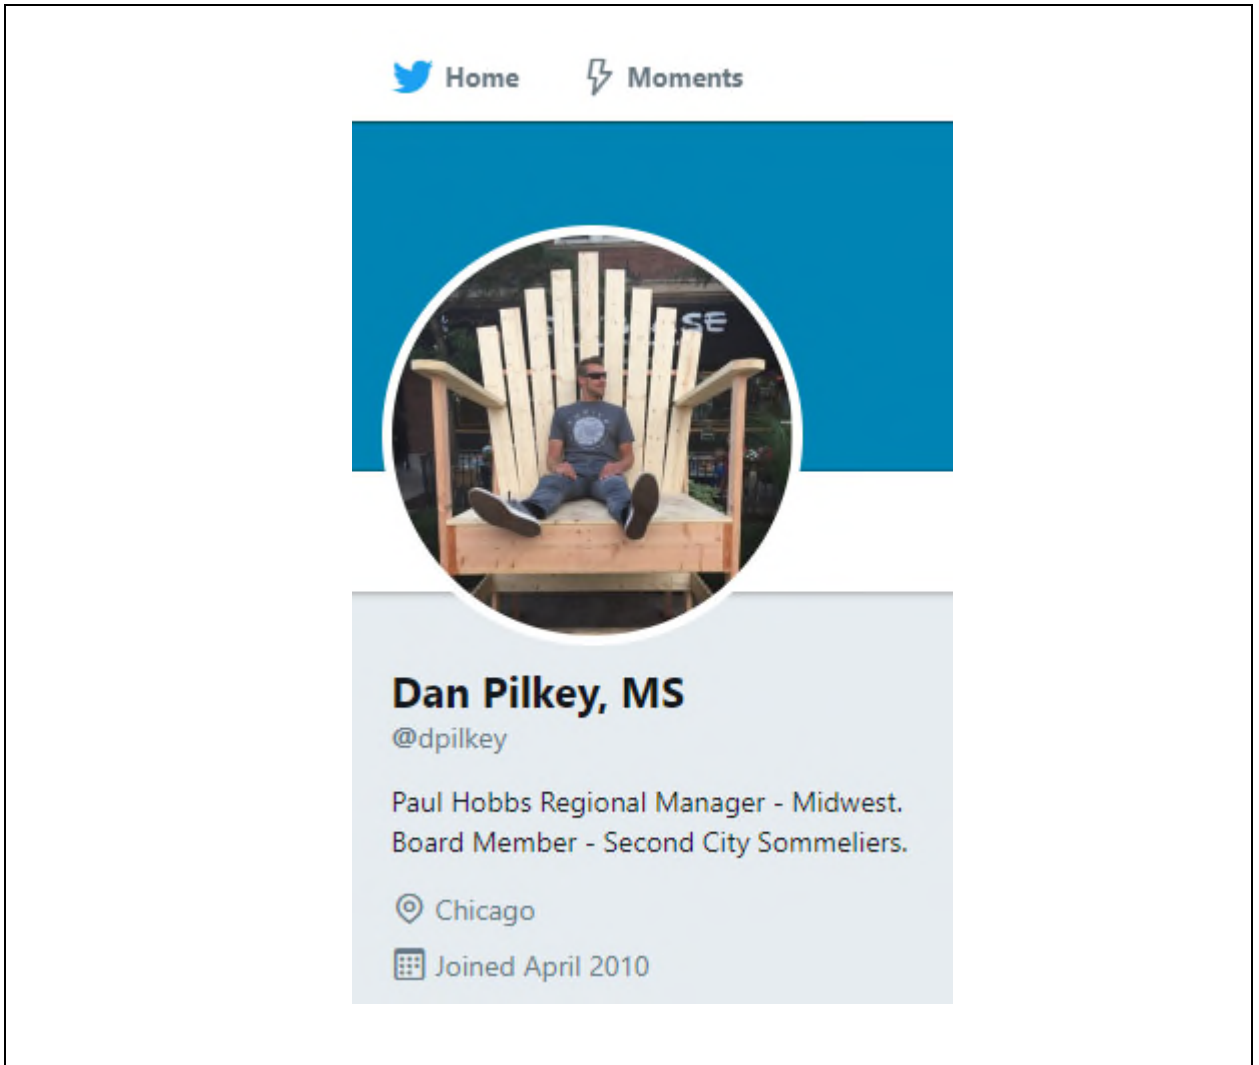 Home Moments
Dan Pilkey, MS
@dpilkey
Paul Hobbs Regional Manager - Midwest.
Board Member - Second City Sommeliers.
Chicago
Joined April 2010